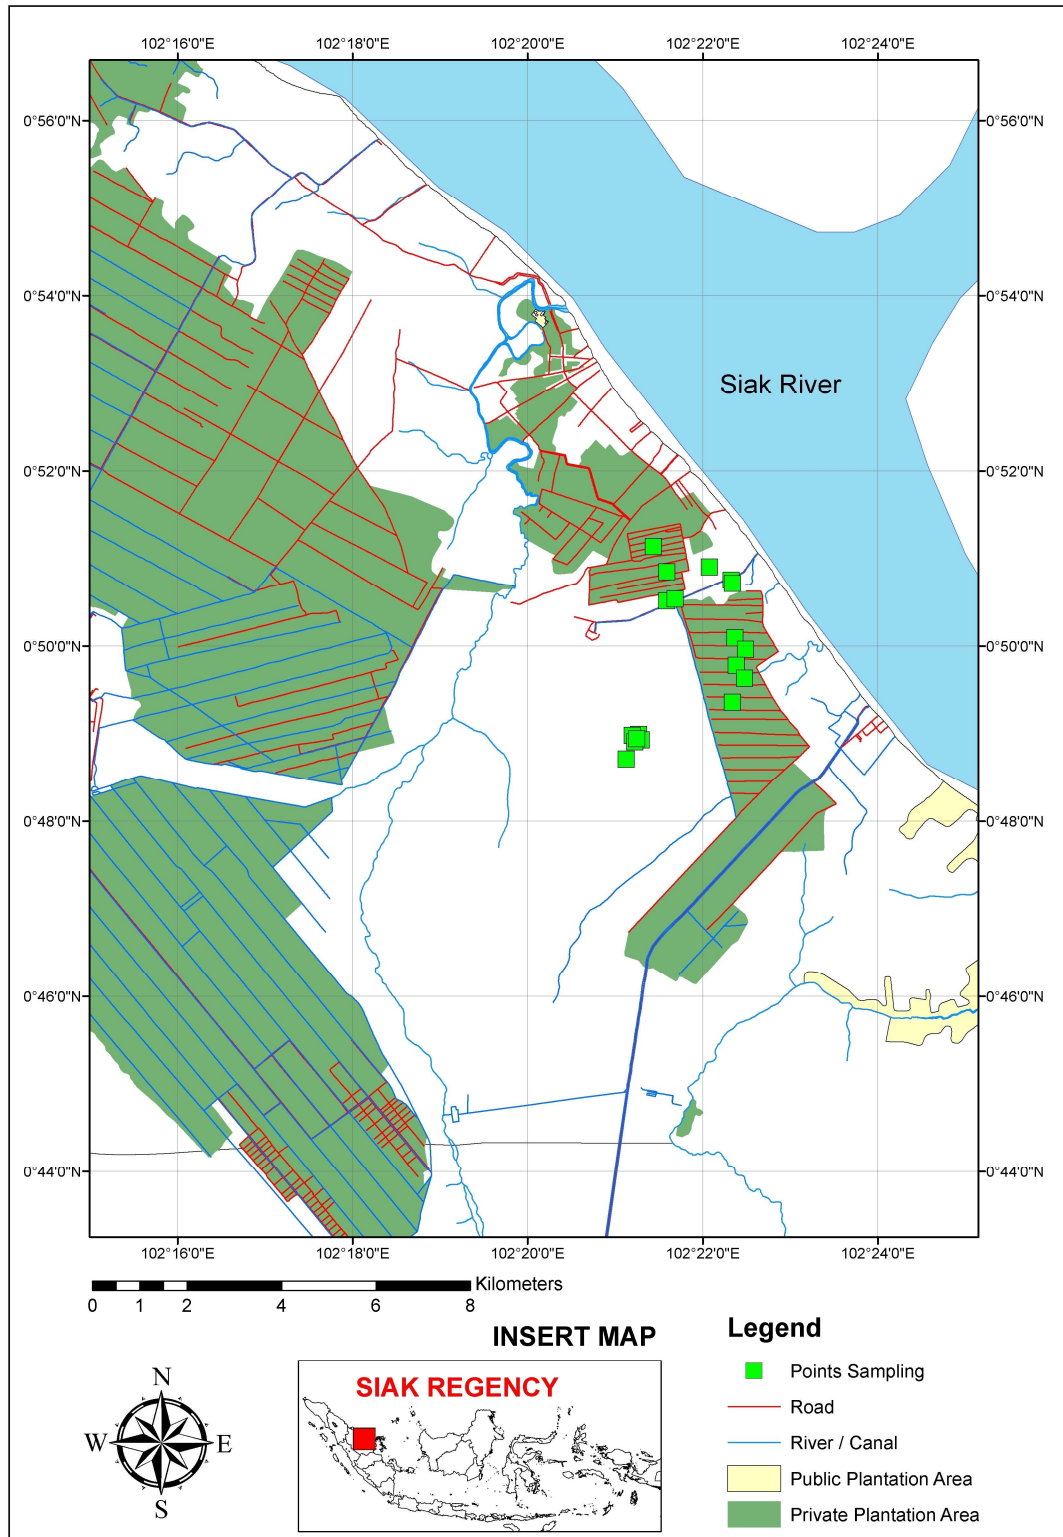 102°16'0"E 102°18'0"E 102°20'0"E 102°22'0"E 102°24'0"E
0°56'0"N 0°56'0"N
0°54'0"N 0°54'0"N
Siak River
0°52'0"N 0°52'0"N
0°50'0"N 0°50'0"N
0°48'0"N 0°48'0"N
0°46'0"N 0°46'0"N
0°44'0"N 0°44'0"N
102°16'0"E 102°18'0"E 102°20'0"E 102°22'0"E 102°24'0"E
Kilometers
0 1 2 4 6 8
INSERT MAP
SIAK REGENCY
N
W E
S
Legend
Points Sampling
Road
River / Canal
Public Plantation Area
Private Plantation Area